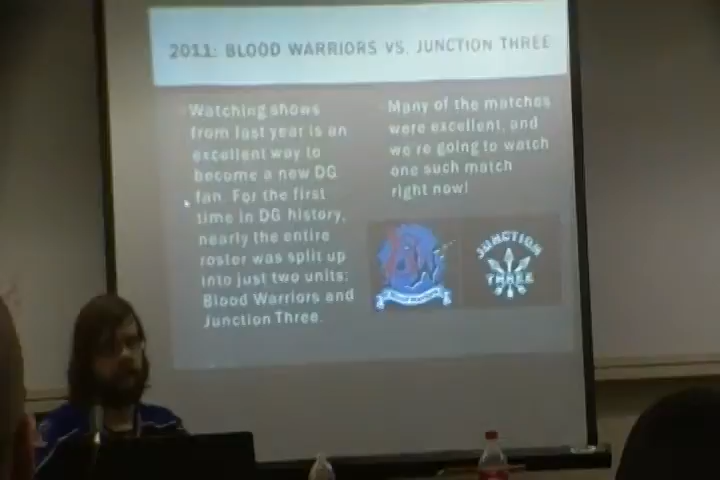 2011: BLOOD WARRIORS VS. JUNCTION THREE
Watching shows
from last year is an
excellent way to
become a new DG
fan. For the first
time in DG history,
nearly the entire
roster was split up
into just two units:
Blood Warriors and
Junction Three.
Many of the matches
were excellent, and
we're going to watch
one such match
right now!
Blood Warriors
JUNCTION
THREE